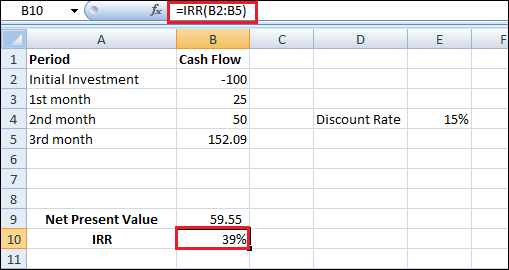 B10 fx =IRR(B2:B5)
A B C D E F
1 Period Cash Flow
2 Initial Investment -100
3 1st month 25
4 2nd month 50 Discount Rate 15%
5 3rd month 152.09
6
7
8
9 Net Present Value 59.55
10 IRR 39%